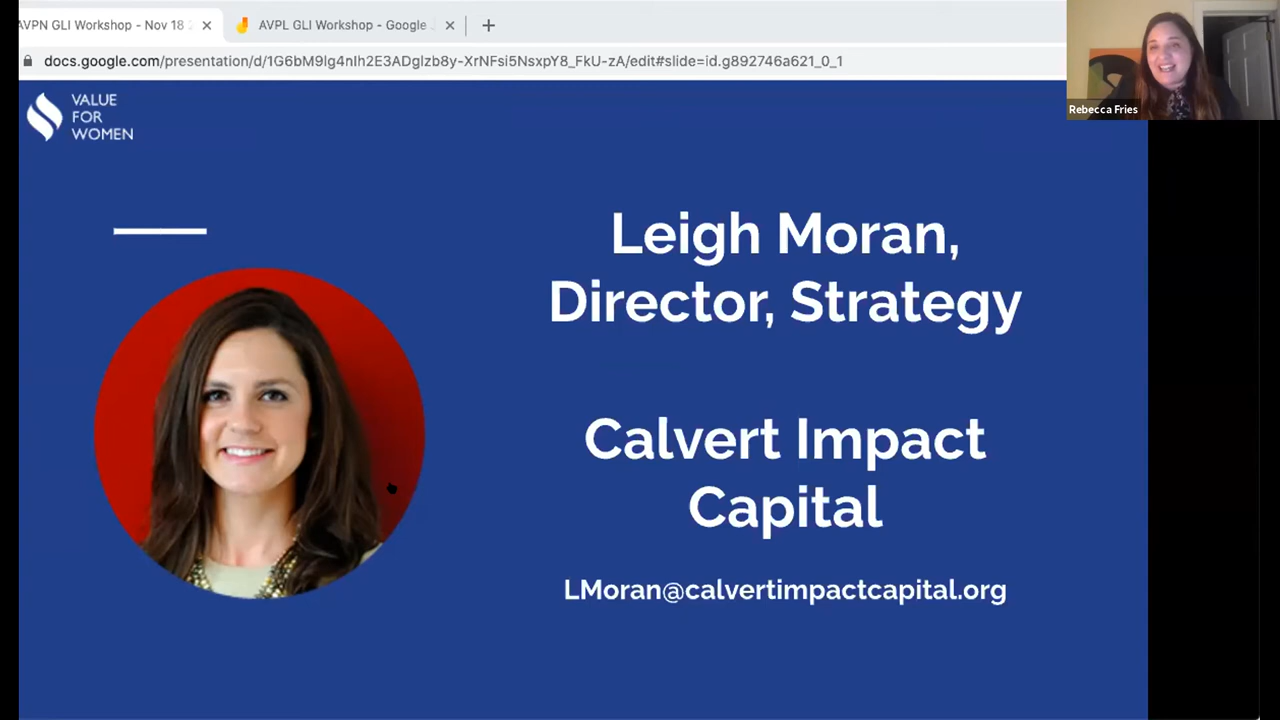 AVPN GLI Workshop - Nov 18 2
AVPL GLI Workshop - Google J
docs.google.com/presentation/d/1G6bM9lg4nIh2E3ADglzb8y-XrNFsi5NsxpY8_FkU-zA/edit#slide=id.g892746a621_0_1
Rebecca Fries
VALUE
FOR
WOMEN
Leigh Moran,
Director, Strategy
Calvert Impact
Capital
LMoran@calvertimpactcapital.org